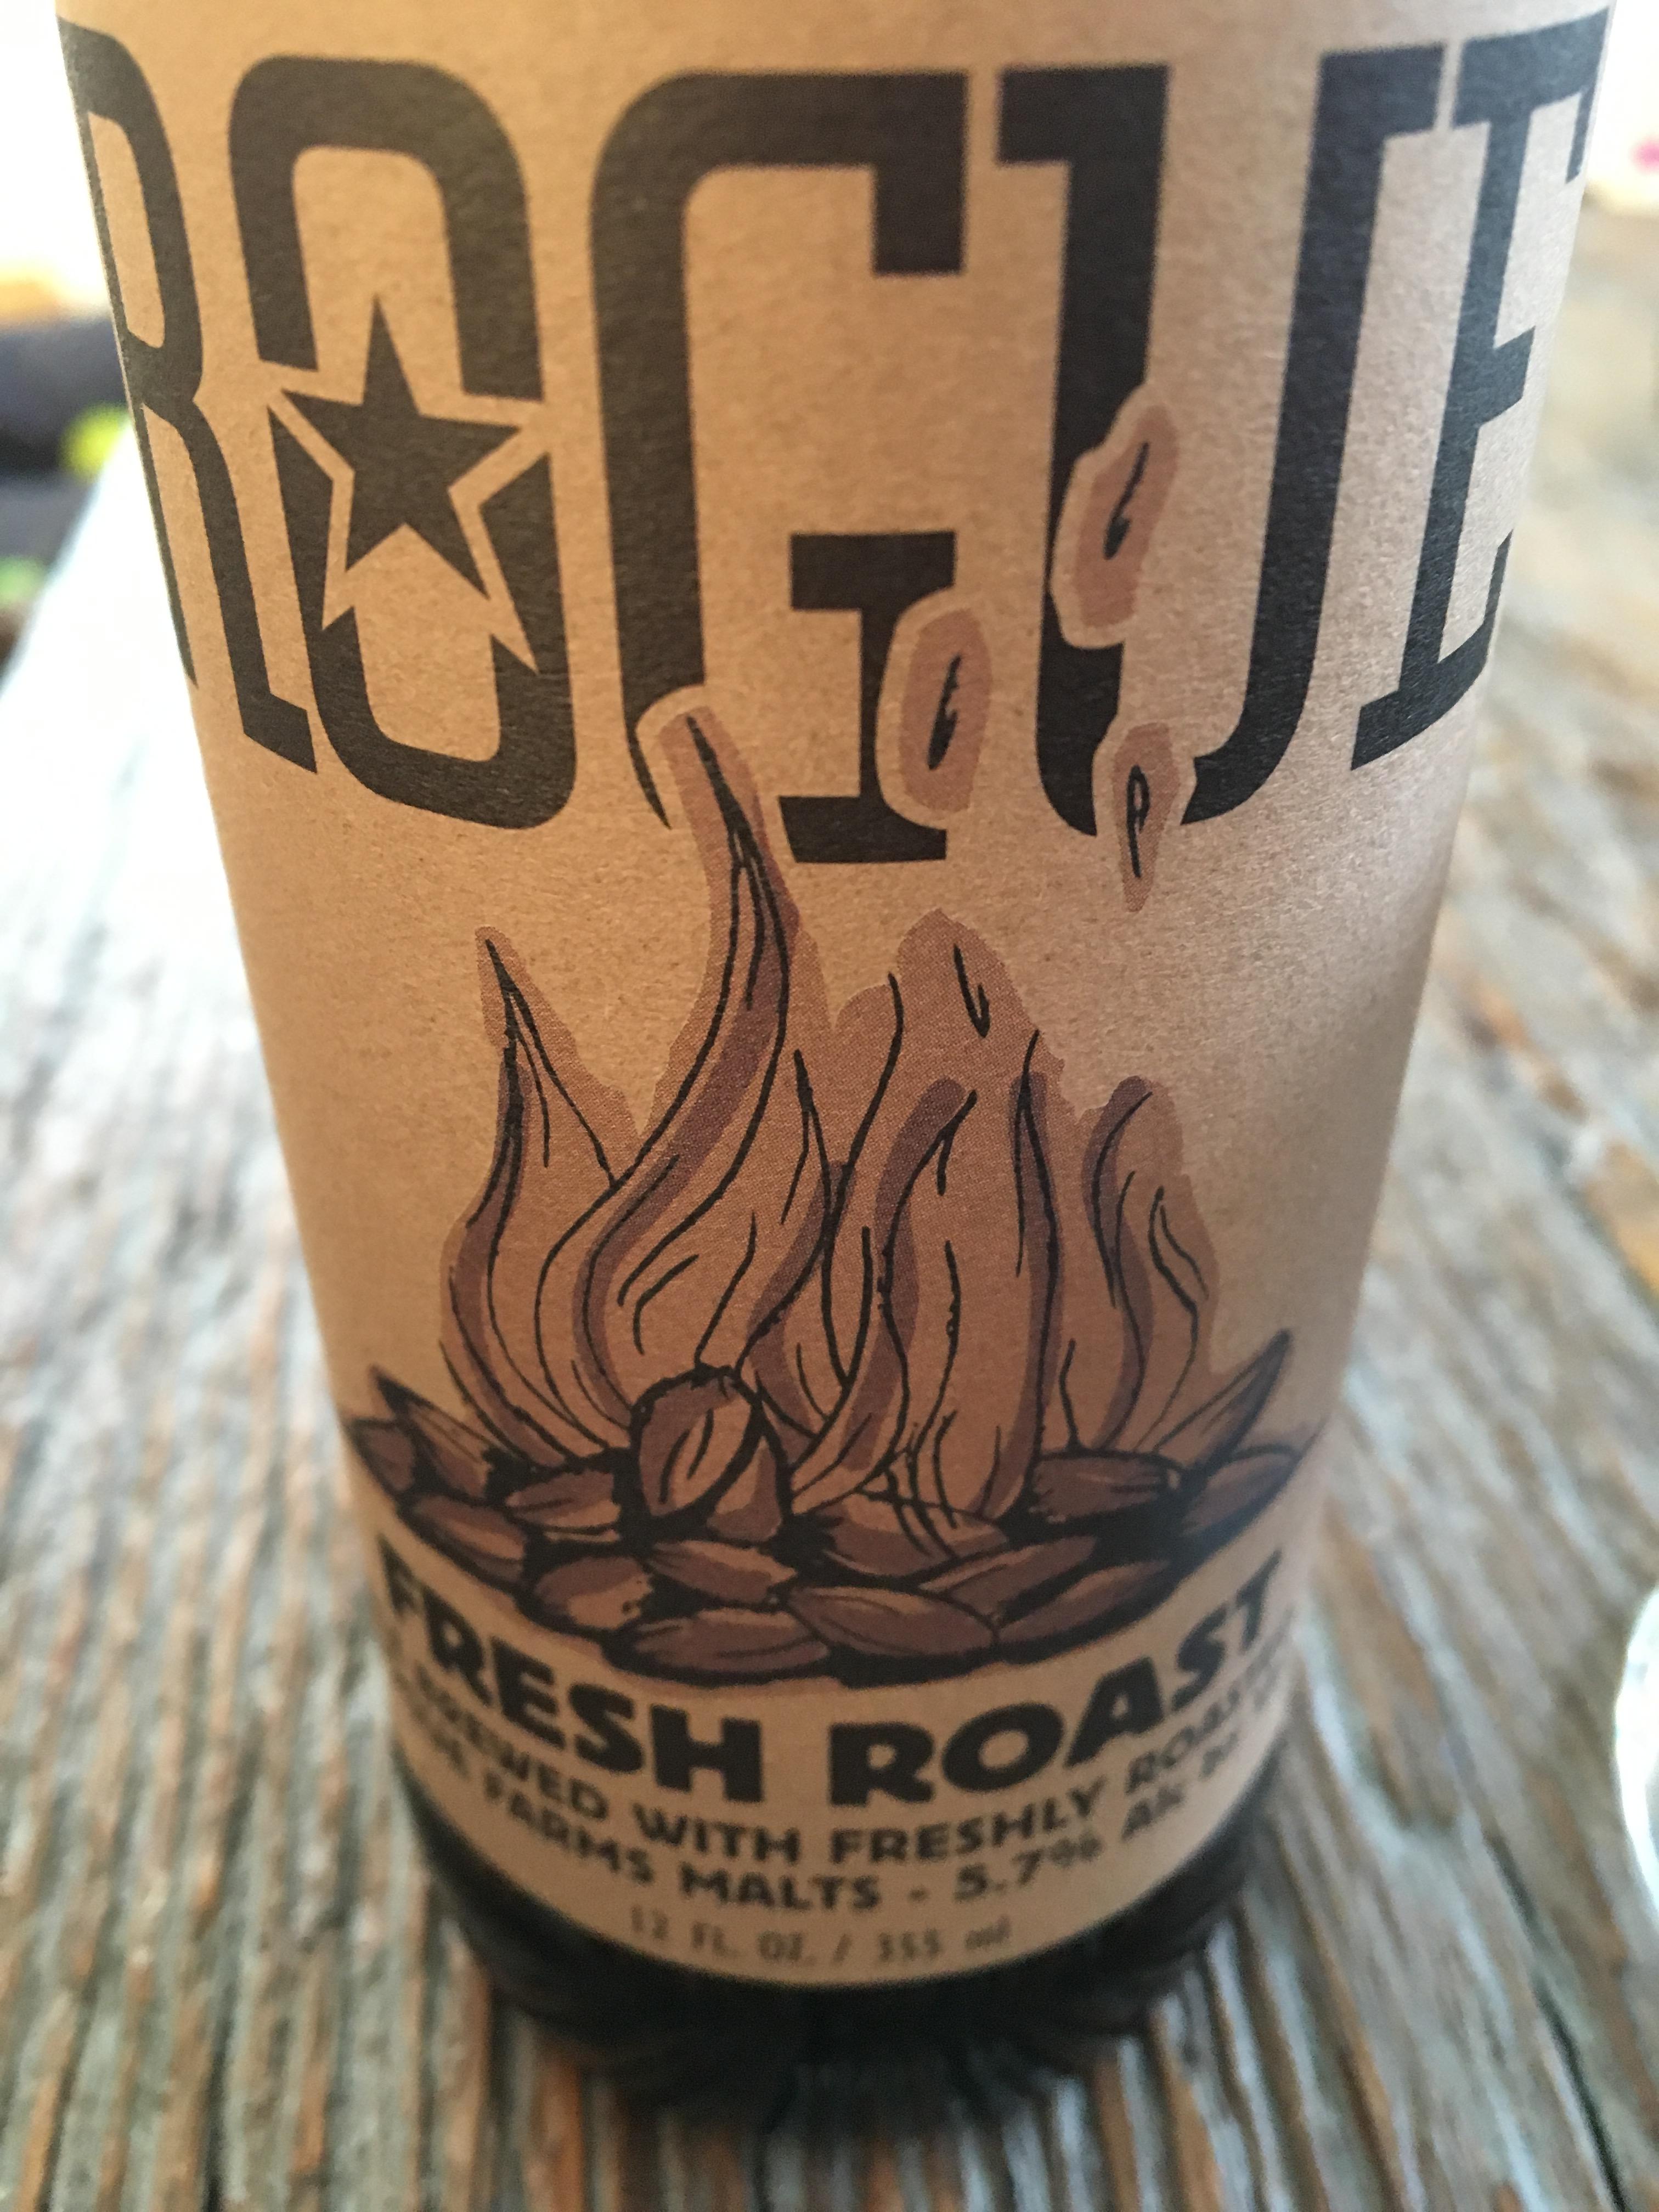 ROGUE
FRESH ROAST
BREWED WITH FRESHLY ROASTED
FARMS MALTS - 5.7%
12 FL. OZ. / 355 ml